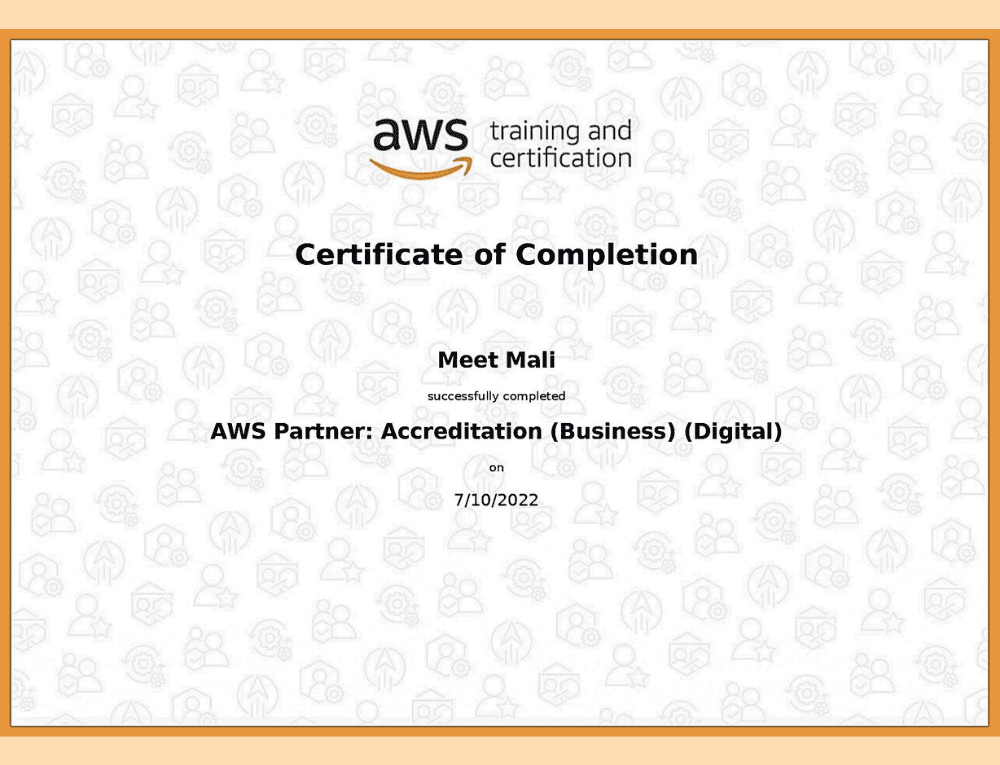 aws training and
certification
Certificate of Completion
Meet Mali
successfully completed
AWS Partner: Accreditation (Business) (Digital)
on
7/10/2022